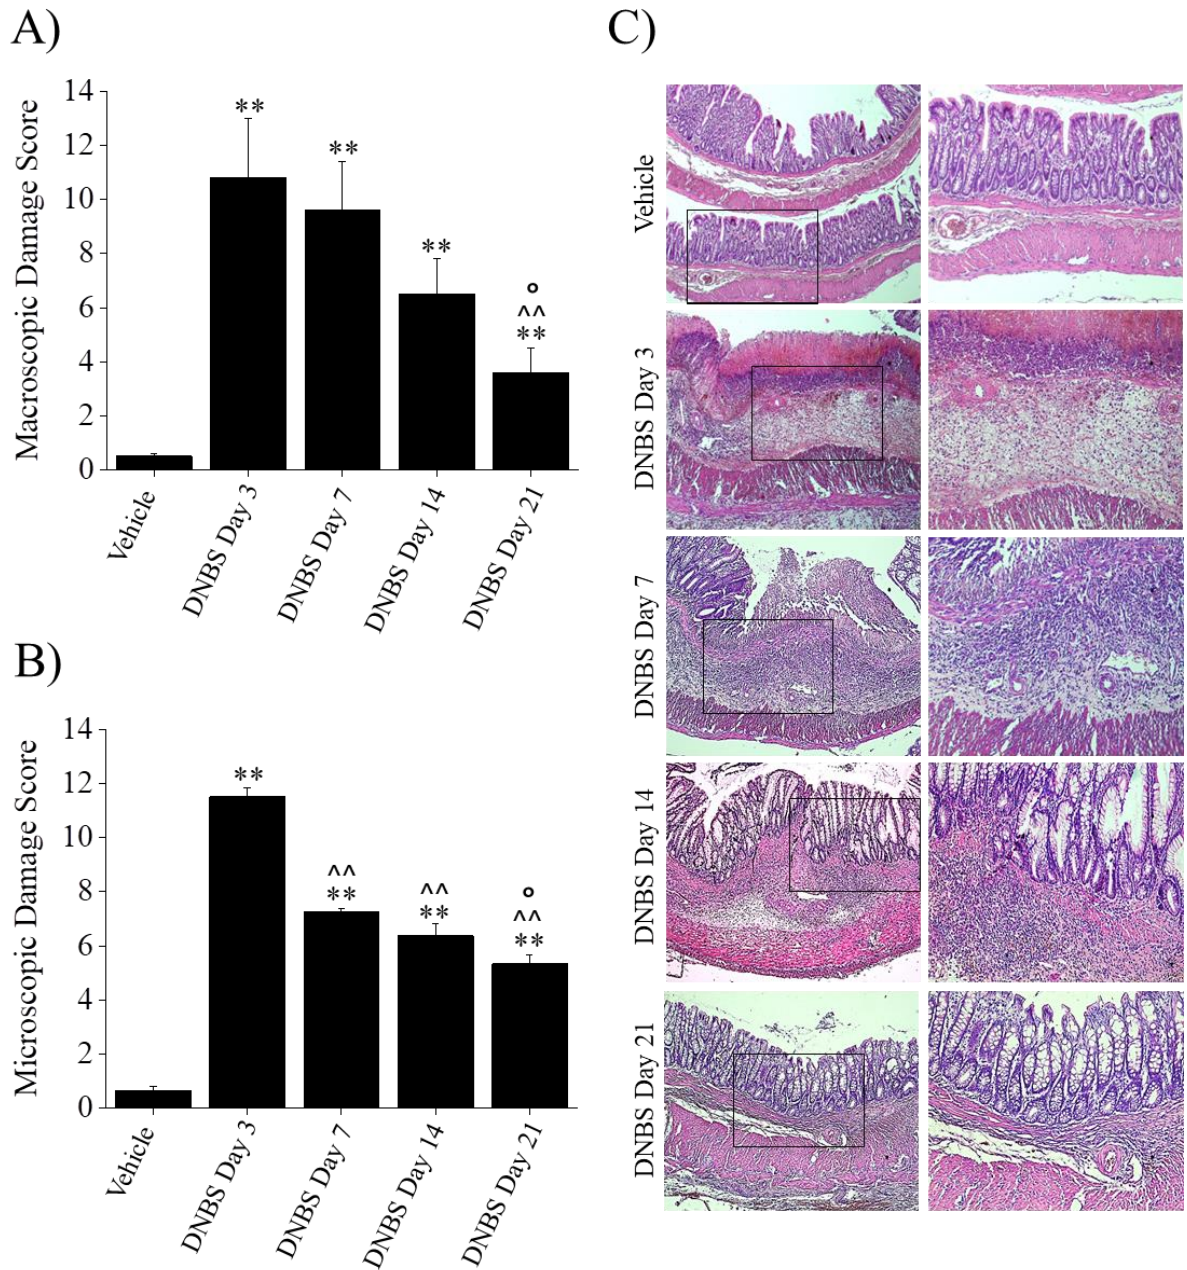 A)
Macroscopic Damage Score
14
12
10
8
6
4
2
0
**
**
**
°
^^
**
Vehicle
DNBS Day 3
DNBS Day 7
DNBS Day 14
DNBS Day 21
B)
Microscopic Damage Score
14
12
10
8
6
4
2
0
**
^^
**
^^
**
°
^^
**
Vehicle
DNBS Day 3
DNBS Day 7
DNBS Day 14
DNBS Day 21
C)
Vehicle
DNBS Day 3
DNBS Day 7
DNBS Day 14
DNBS Day 21